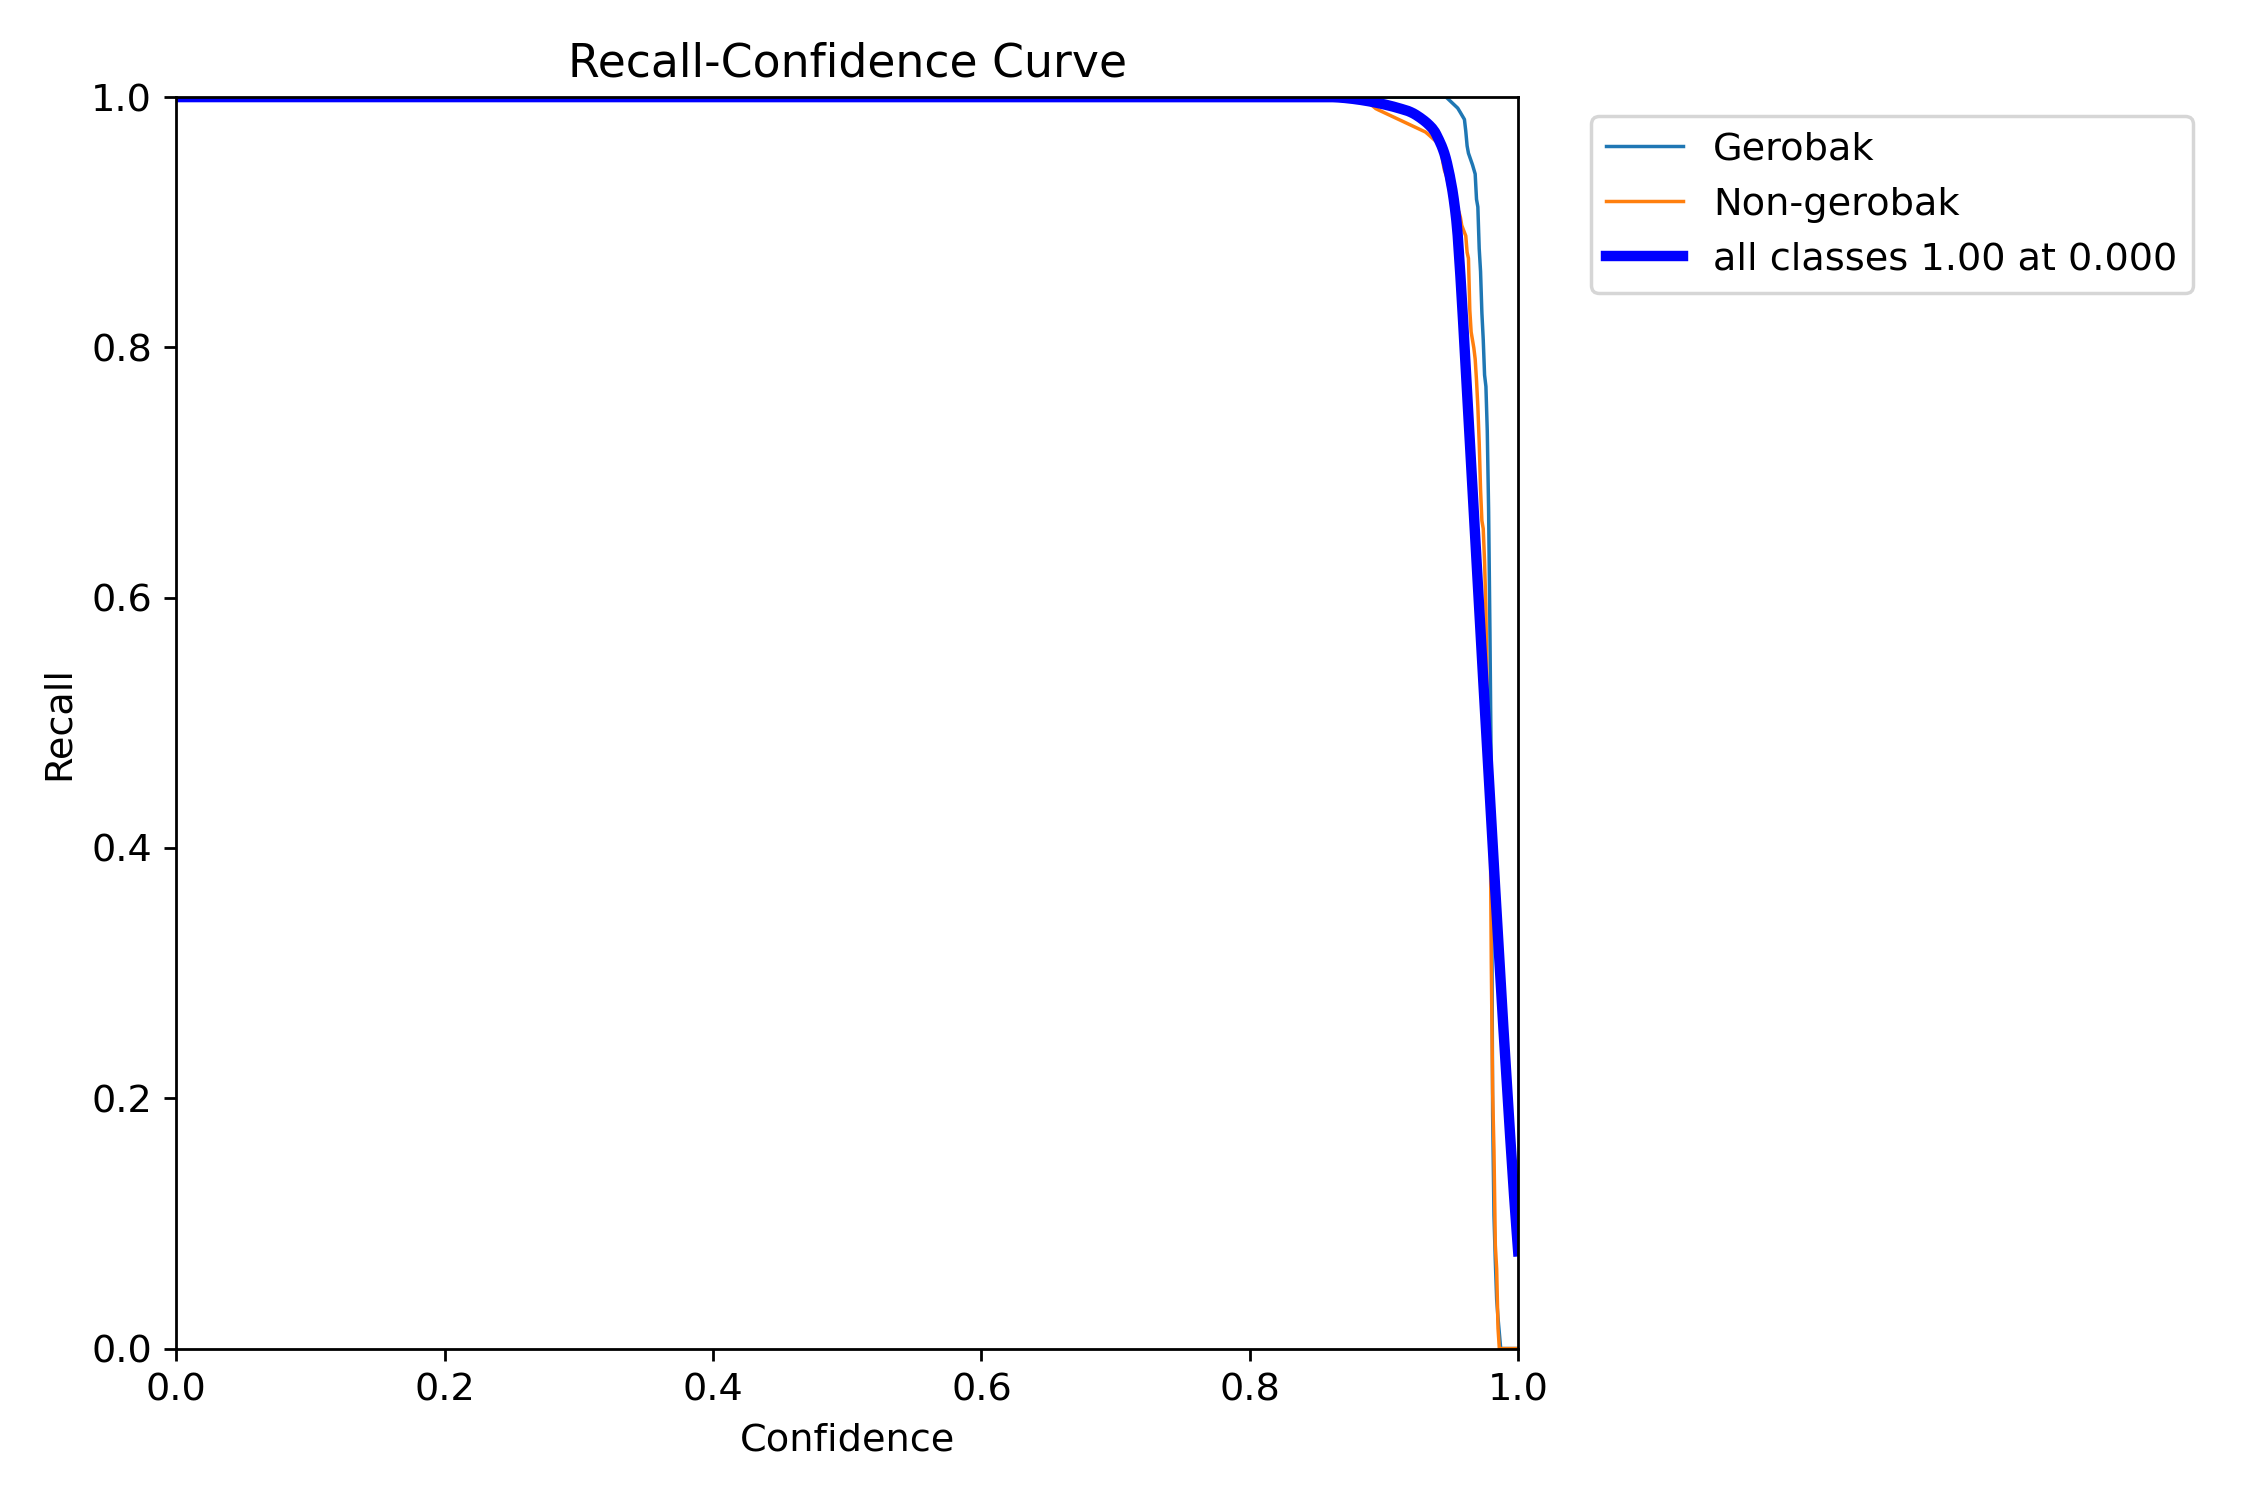 Recall-Confidence Curve
1.0
0.8
0.6
0.4
0.2
0.0
Recall
0.0 0.2 0.4 0.6 0.8 1.0
Confidence
Gerobak
Non-gerobak
all classes 1.00 at 0.000